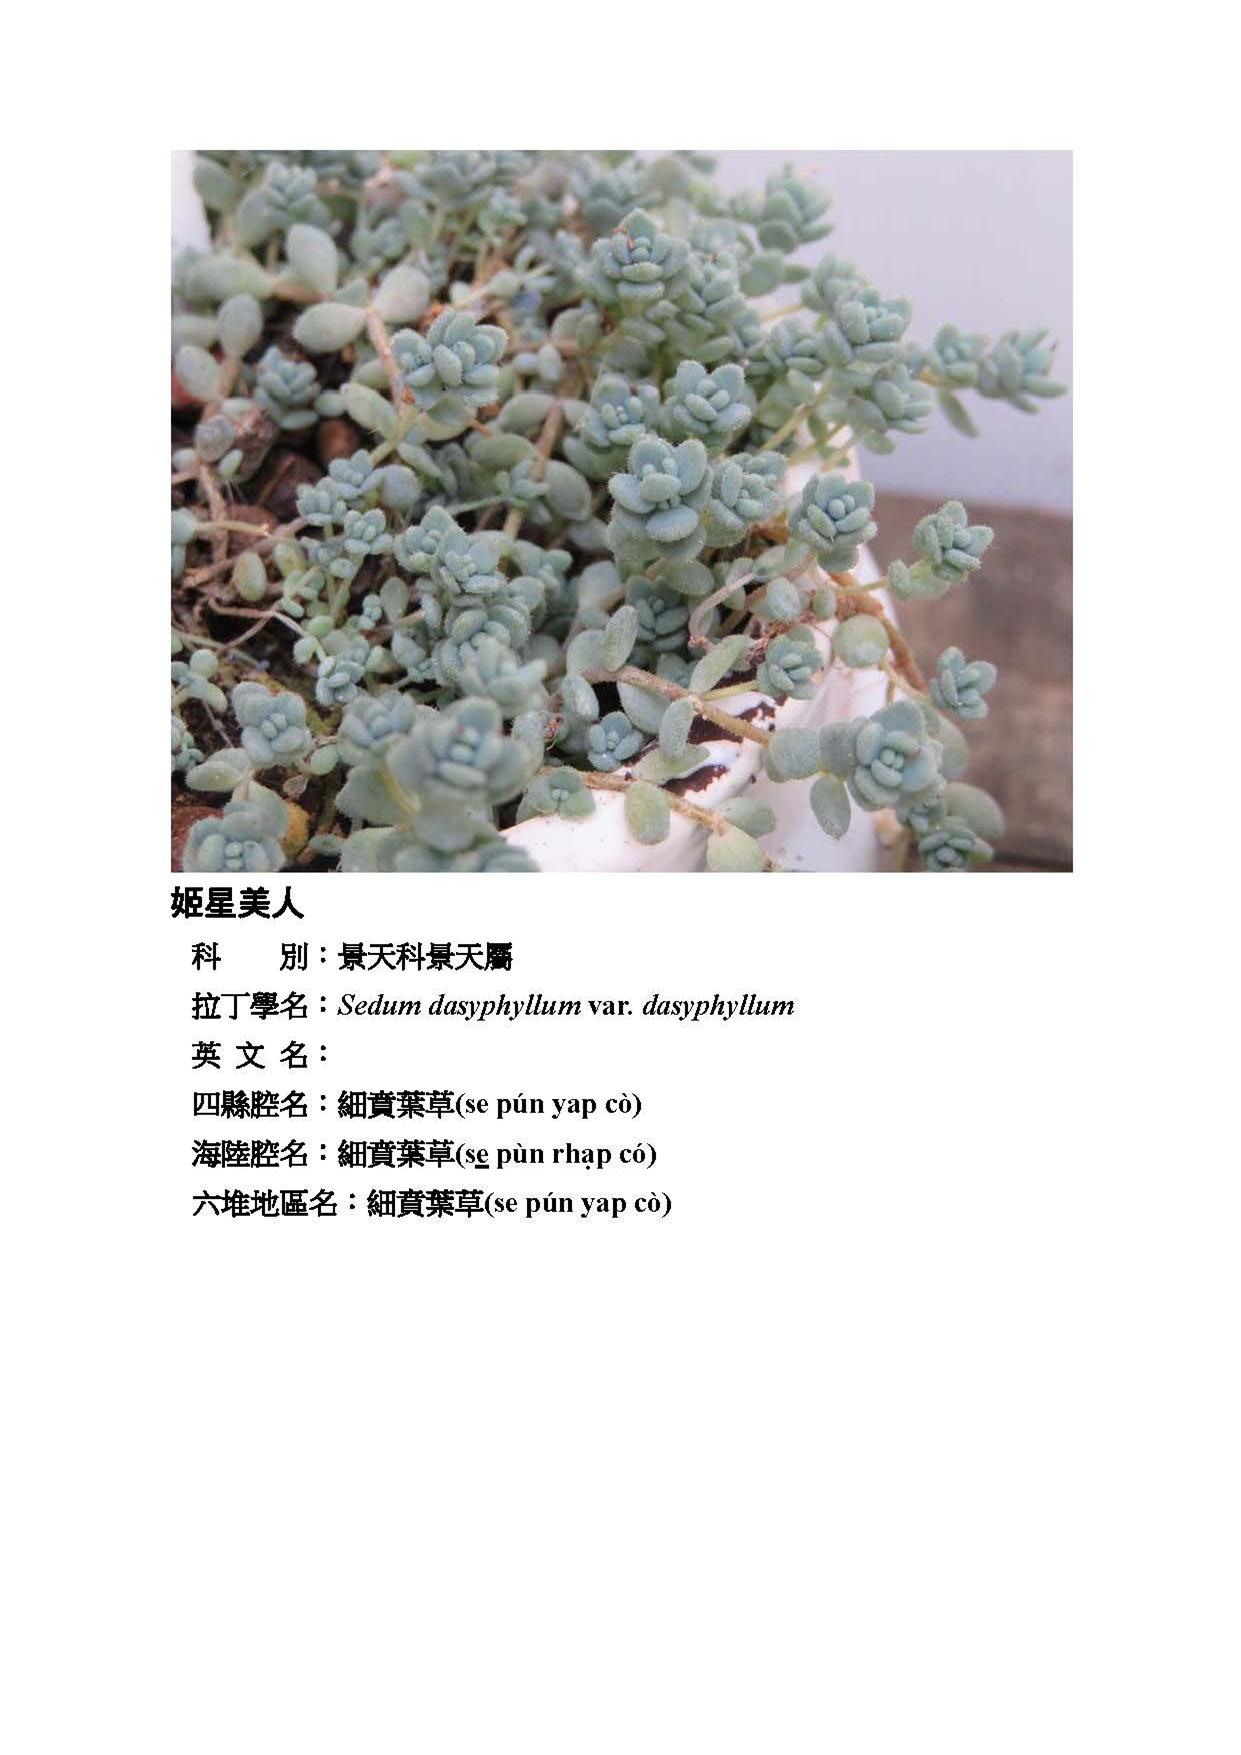 姬星美人
科　　別：景天科景天屬
拉丁學名：Sedum dasyphyllum var. dasyphyllum
英 文 名：
四縣腔名：細賁葉草(se pún yap cò)
海陸腔名：細賁葉草(se̲ pùn rhạp có)
六堆地區名：細賁葉草(se pún yap cò)